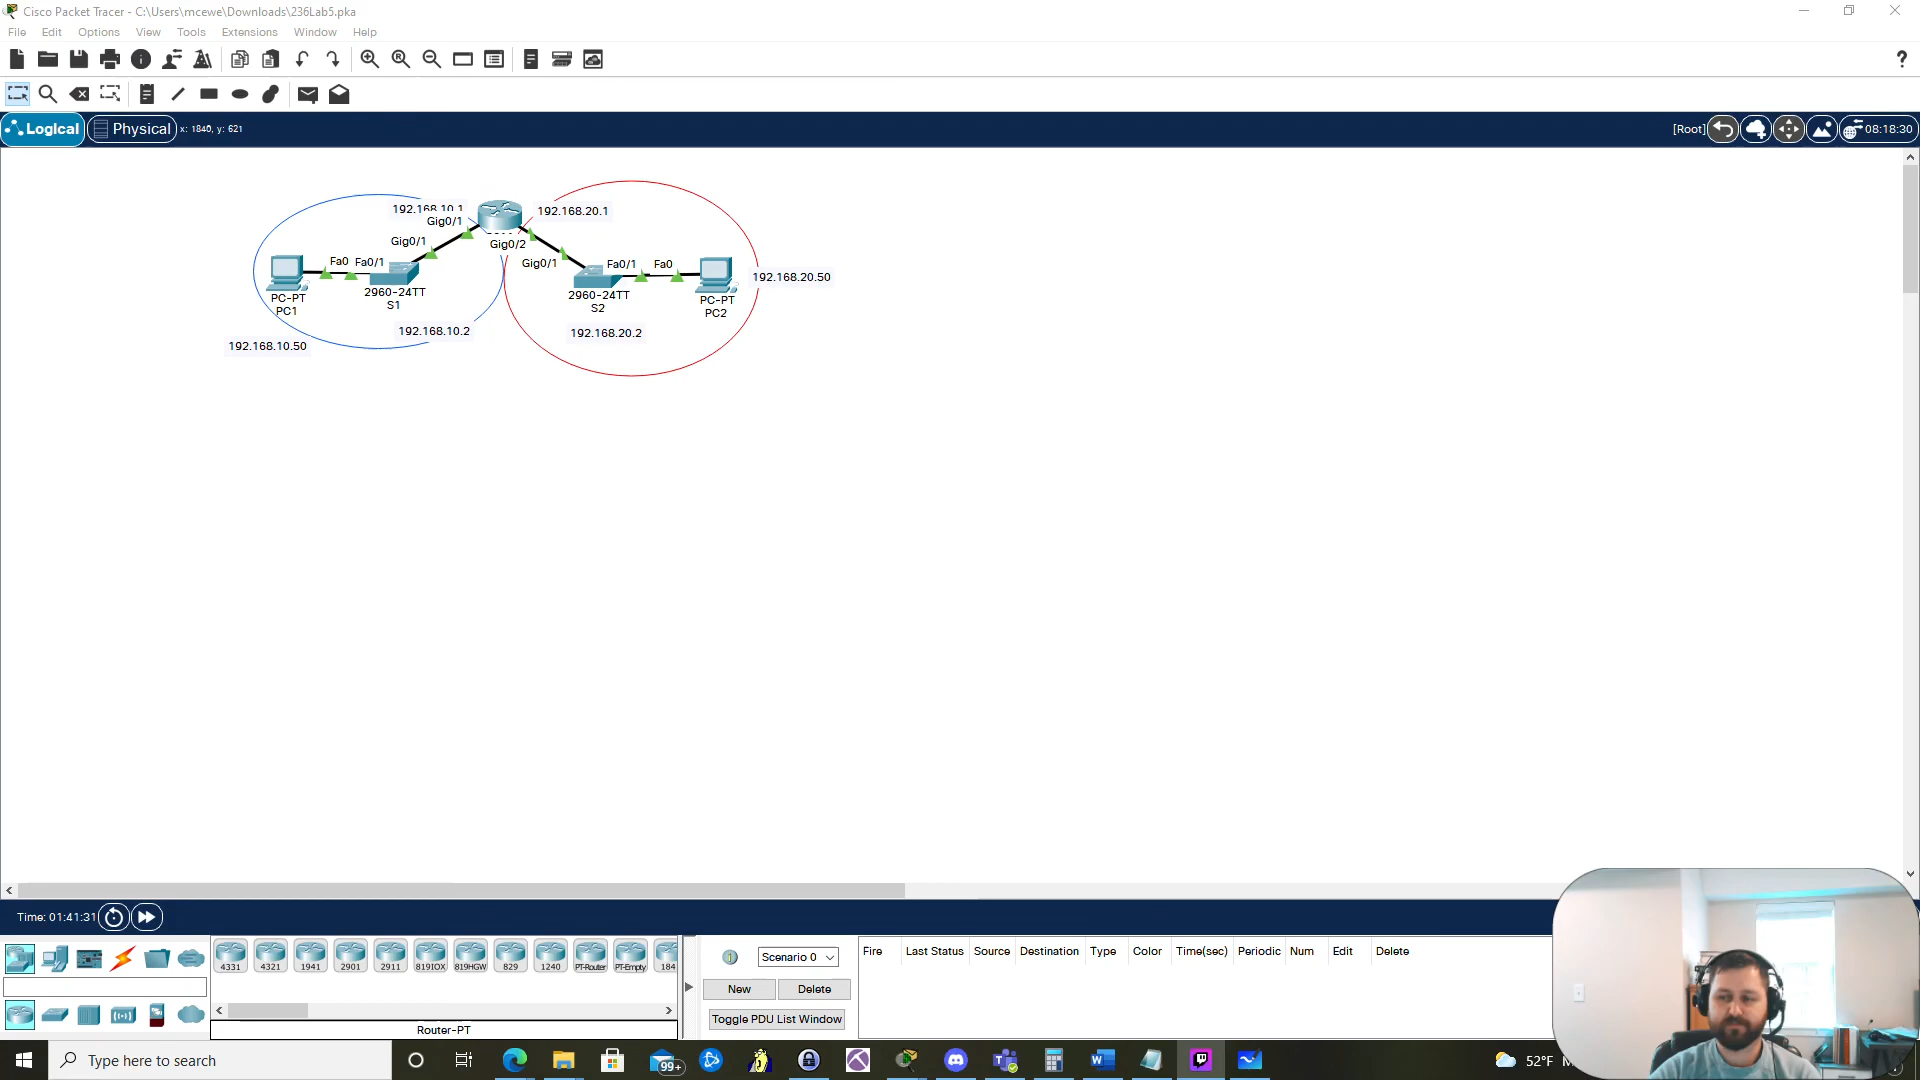 Cisco Packet Tracer - C:\Users\mcewe\Downloads\236Lab5.pka
File Edit Options View Tools Extensions Window Help
Logical Physical x: 1840, y: 621 [Root] 08:18:30
192.168.10.1
192.168.20.1
Gig0/1
Gig0/1
Gig0/2
Gig0/1
Fa0 Fa0/1
Fa0/1 Fa0
192.168.20.50
PC-PT
PC1
2960-24TT
S1
2960-24TT
S2
PC-PT
PC2
192.168.10.2
192.168.20.2
192.168.10.50
Time: 01:41:31
4331 4321 1941 2901 2911 819IOX 819HGW 829 1240 PT-Router PT-Empty 184
Router-PT
Scenario 0
New Delete
Toggle PDU List Window
Fire Last Status Source Destination Type Color Time(sec) Periodic Num Edit Delete
Type here to search
99+
52°F